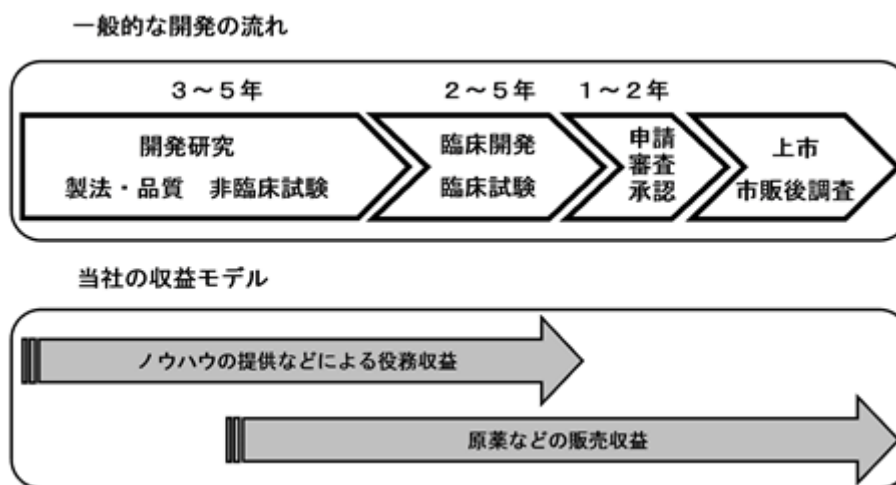 一般的な開発の流れ
3～5年
2～5年
1～2年
開発研究
製法・品質　非臨床試験
臨床開発
臨床試験
申請
審査
承認
上市
市販後調査
当社の収益モデル
ノウハウの提供などによる役務収益
原薬などの販売収益